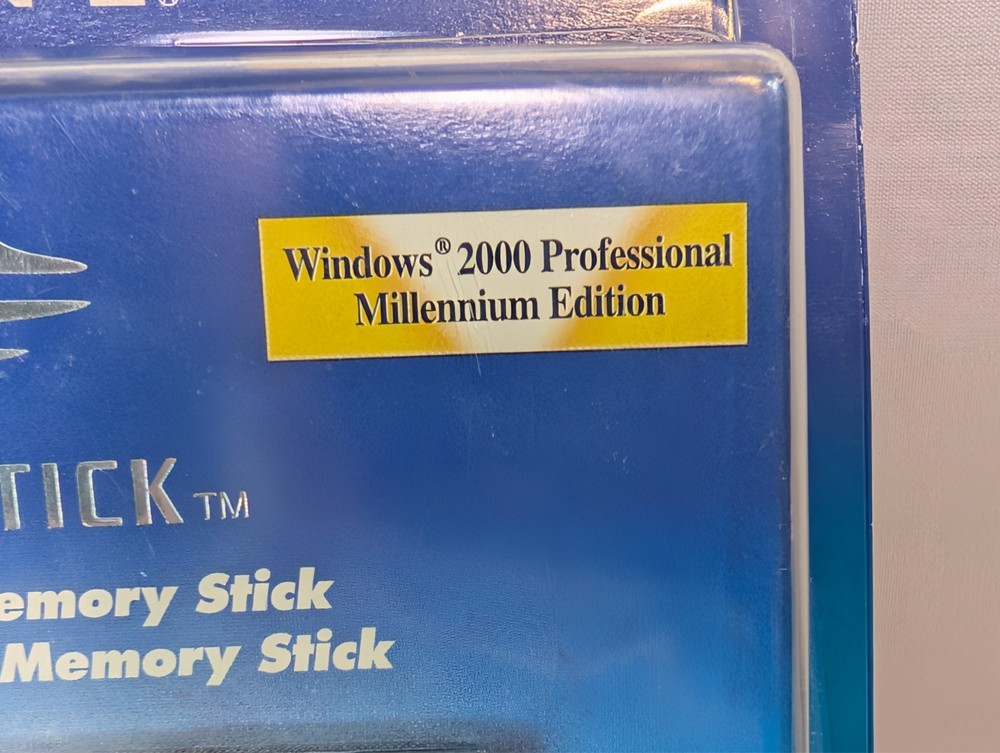 ®
Windows® 2000 Professional
Millennium Edition
TICK™
emory Stick
Memory Stick